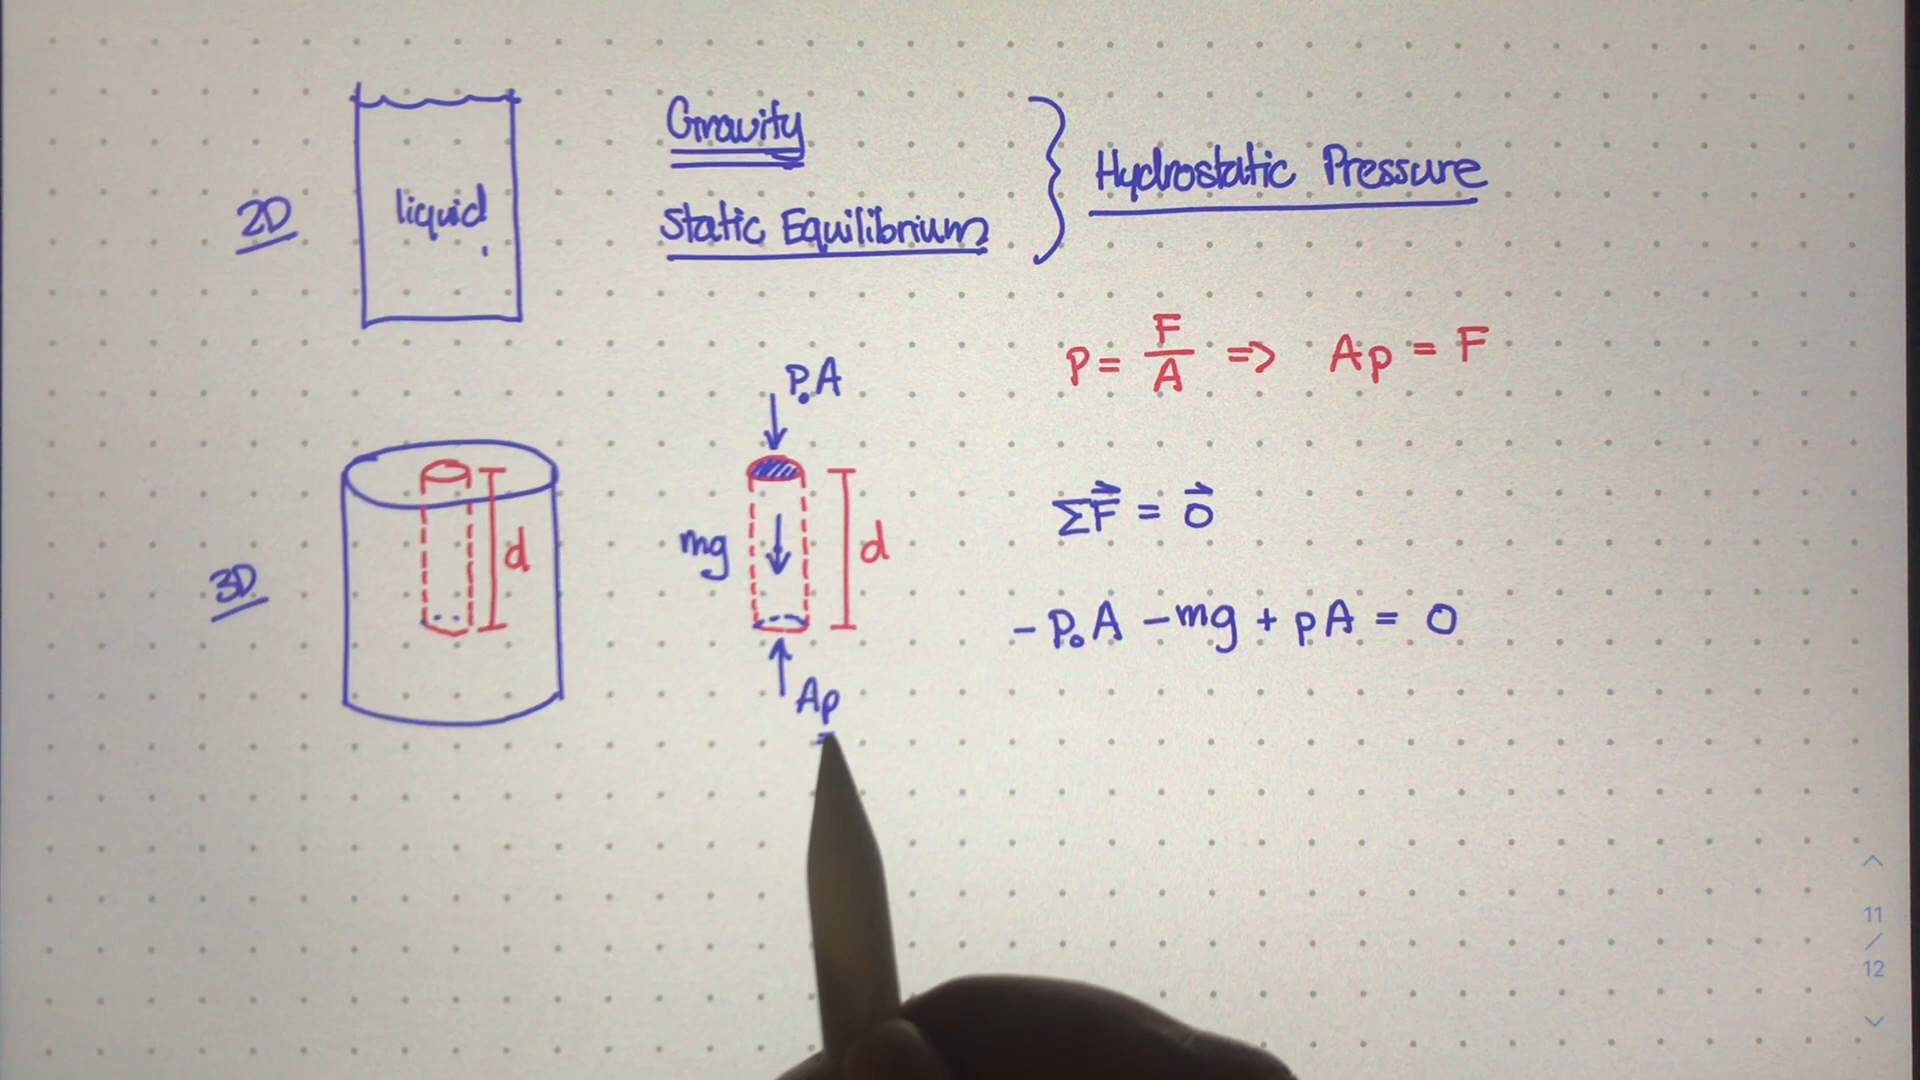 2D
liquid
Gravity
Static Equilibrium
Hydrostatic Pressure
P = F/A => Ap = F
P₀A
3D
d
mg
d
Ap
ΣF⃗ = 0⃗
- P₀A - mg + pA = 0
11
/
12